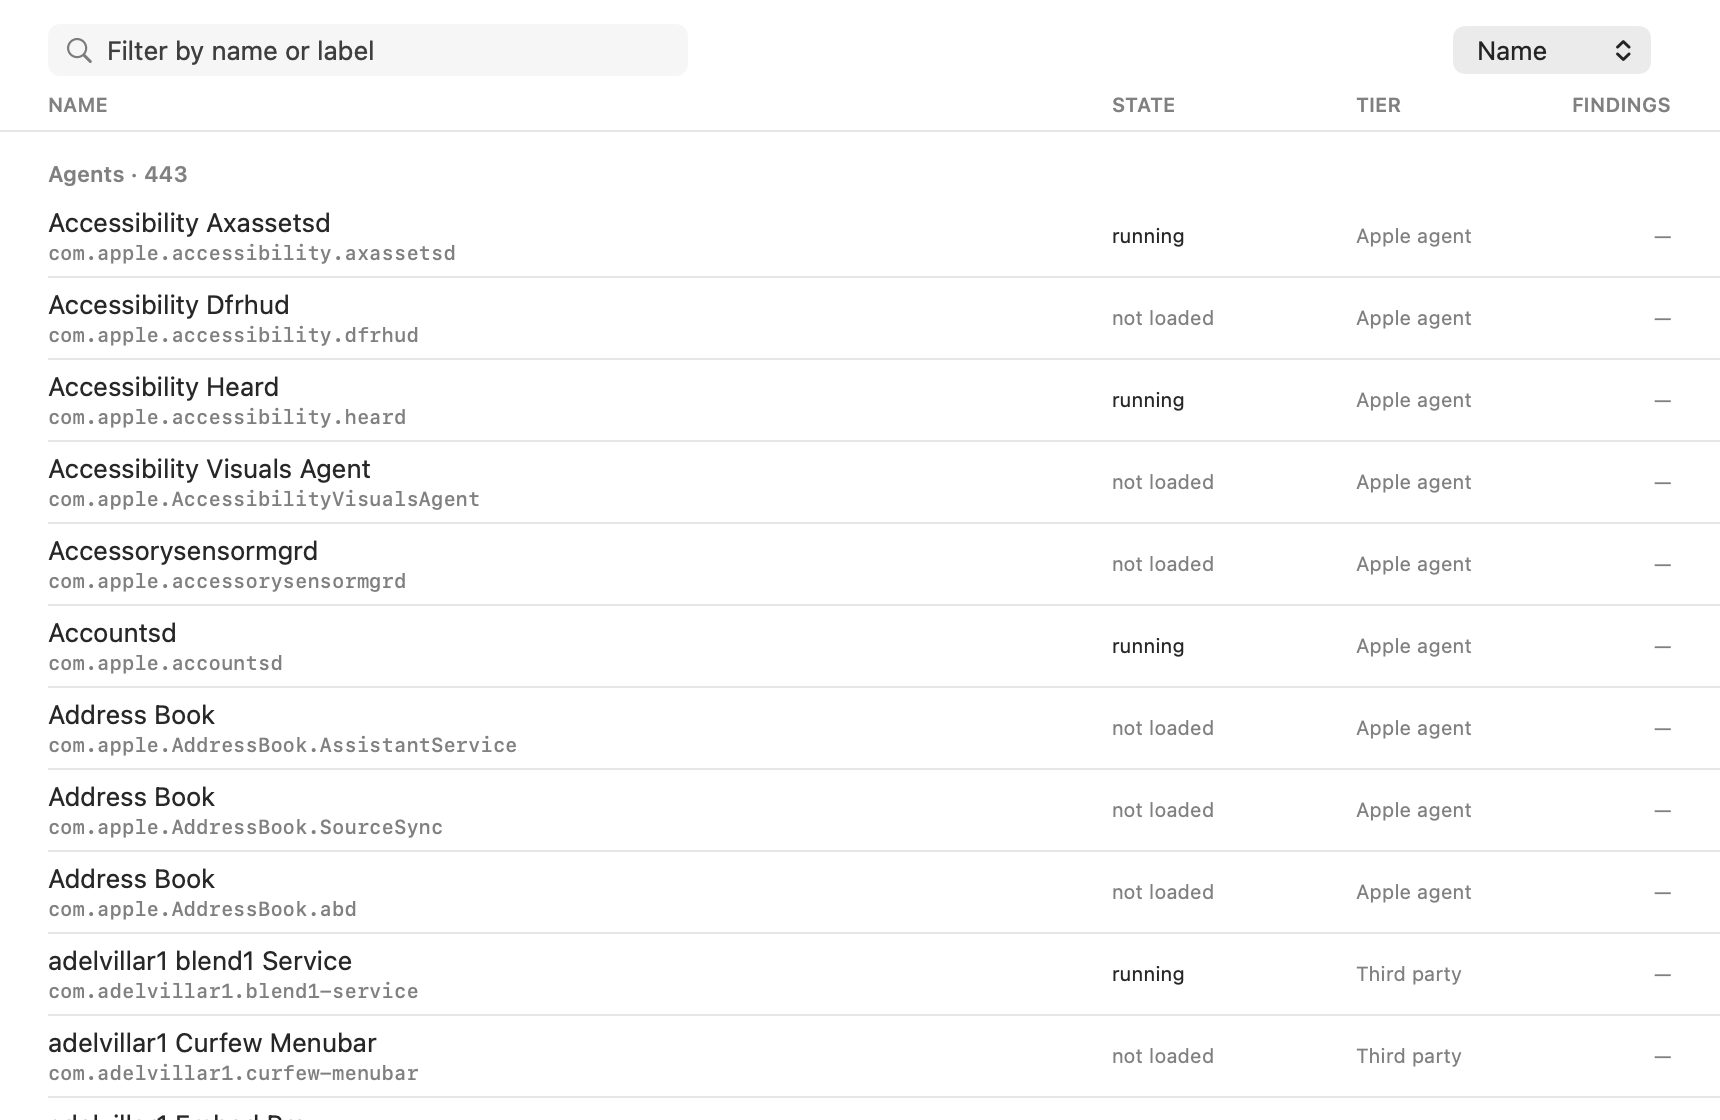 Filter by name or label
Name
NAME STATE TIER FINDINGS
Agents · 443
Accessibility Axassetsd
com.apple.accessibility.axassetsd
running Apple agent —
Accessibility Dfrhud
com.apple.accessibility.dfrhud
not loaded Apple agent —
Accessibility Heard
com.apple.accessibility.heard
running Apple agent —
Accessibility Visuals Agent
com.apple.AccessibilityVisualsAgent
not loaded Apple agent —
Accessorysensormgrd
com.apple.accessorysensormgrd
not loaded Apple agent —
Accountsd
com.apple.accountsd
running Apple agent —
Address Book
com.apple.AddressBook.AssistantService
not loaded Apple agent —
Address Book
com.apple.AddressBook.SourceSync
not loaded Apple agent —
Address Book
com.apple.AddressBook.abd
not loaded Apple agent —
adelvillar1 blend1 Service
com.adelvillar1.blend1-service
running Third party —
adelvillar1 Curfew Menubar
com.adelvillar1.curfew-menubar
not loaded Third party —